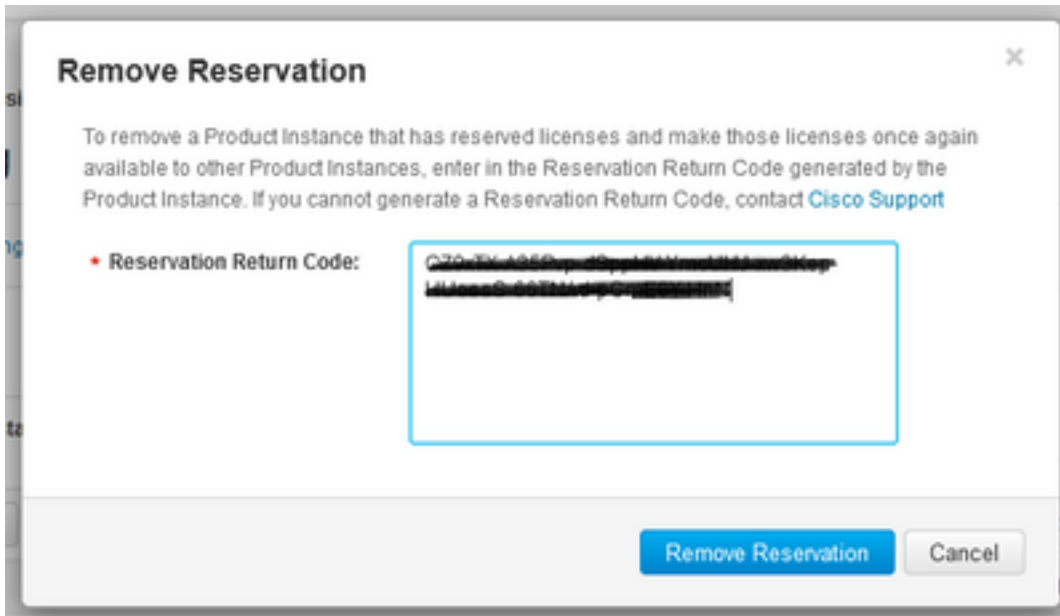 Remove Reservation
×
To remove a Product Instance that has reserved licenses and make those licenses once again
available to other Product Instances, enter in the Reservation Return Code generated by the
Product Instance. If you cannot generate a Reservation Return Code, contact Cisco Support
* Reservation Return Code:
Remove Reservation Cancel